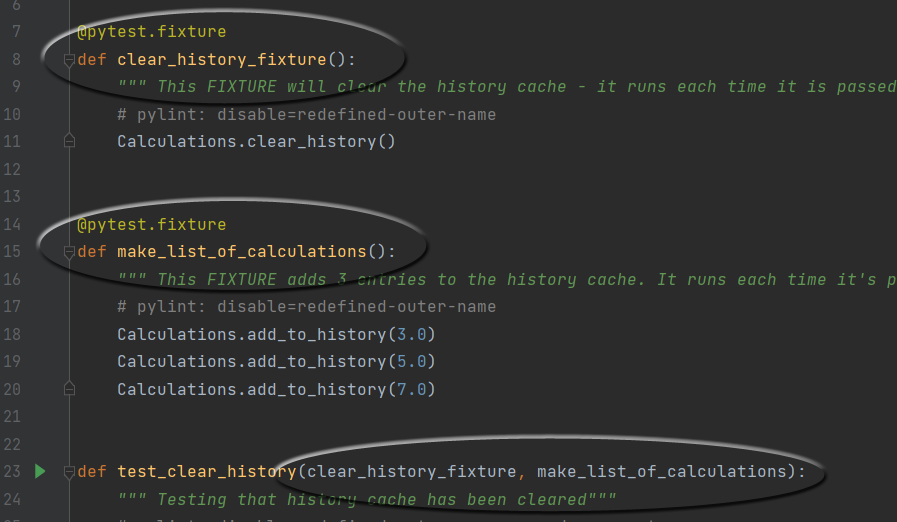 6
7 @pytest.fixture
8 def clear_history_fixture():
9 """ This FIXTURE will clear the history cache - it runs each time it is passed
10 # pylint: disable=redefined-outer-name
11 Calculations.clear_history()
12
13
14 @pytest.fixture
15 def make_list_of_calculations():
16 """ This FIXTURE adds 3 entries to the history cache. It runs each time it's p
17 # pylint: disable=redefined-outer-name
18 Calculations.add_to_history(3.0)
19 Calculations.add_to_history(5.0)
20 Calculations.add_to_history(7.0)
21
22
23 def test_clear_history(clear_history_fixture, make_list_of_calculations):
24 """ Testing that history cache has been cleared"""